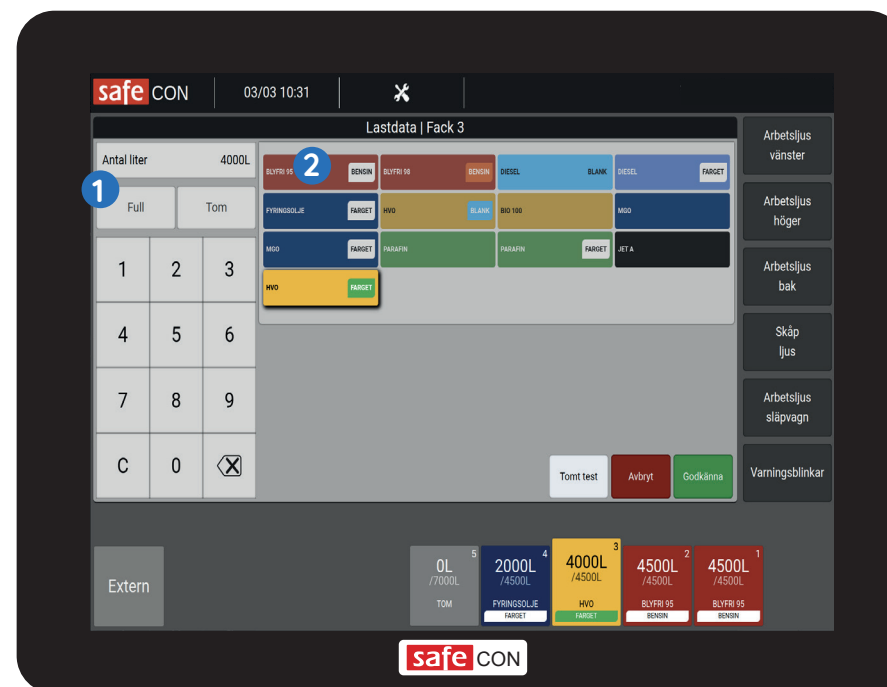 safe CON
03/03 10:31
Lastdata | Fack 3
Antal liter 4000L
1
Full Tom
1 2 3
4 5 6
7 8 9
C 0 X
2
BLYFRI 95 BENSIN
BLYFRI 98 BENSIN
DIESEL BLANK
DIESEL FARGET
FYRINGSOLJE FARGET
HVO BLANK
BIO 100
MGO
MGO FARGET
PARAFIN
PARAFIN FARGET
JET A
HVO FARGET
Tomt test
Avbryt
Godkänna
Arbetsljus
vänster
Arbetsljus
höger
Arbetsljus
bak
Skåp
ljus
Arbetsljus
släpvagn
Varningsblinkar
Extern
5
0L
/7000L
TOM
4
2000L
/4500L
FYRINGSOLJE
FARGET
3
4000L
/4500L
HVO
FARGET
2
4500L
/4500L
BLYFRI 95
BENSIN
1
4500L
/4500L
BLYFRI 95
BENSIN
safe CON